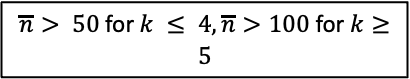 n̅ > 50 for k ≤ 4, n̅ > 100 for k ≥
5